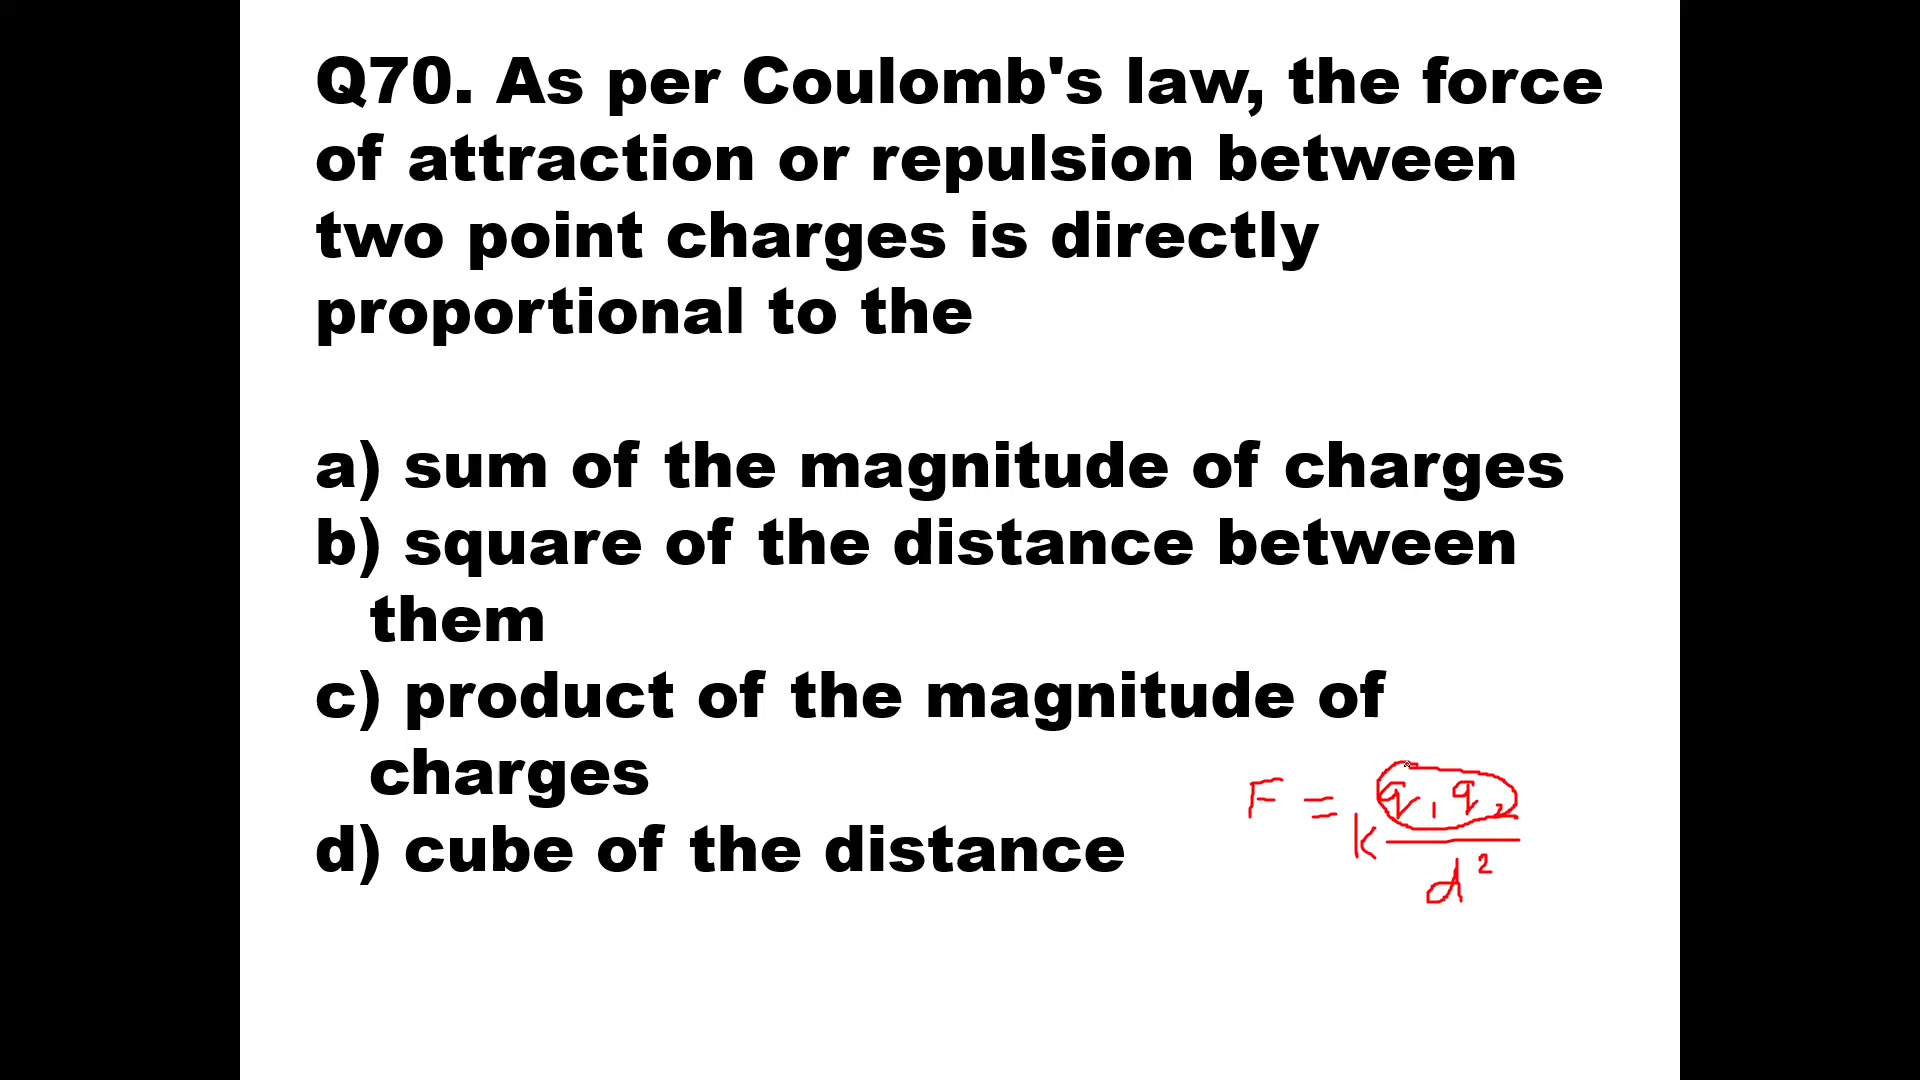 Q70. As per Coulomb's law, the force
of attraction or repulsion between
two point charges is directly
proportional to the
a) sum of the magnitude of charges
b) square of the distance between
them
c) product of the magnitude of
charges
d) cube of the distance
F = k q₁ q₂ / d²